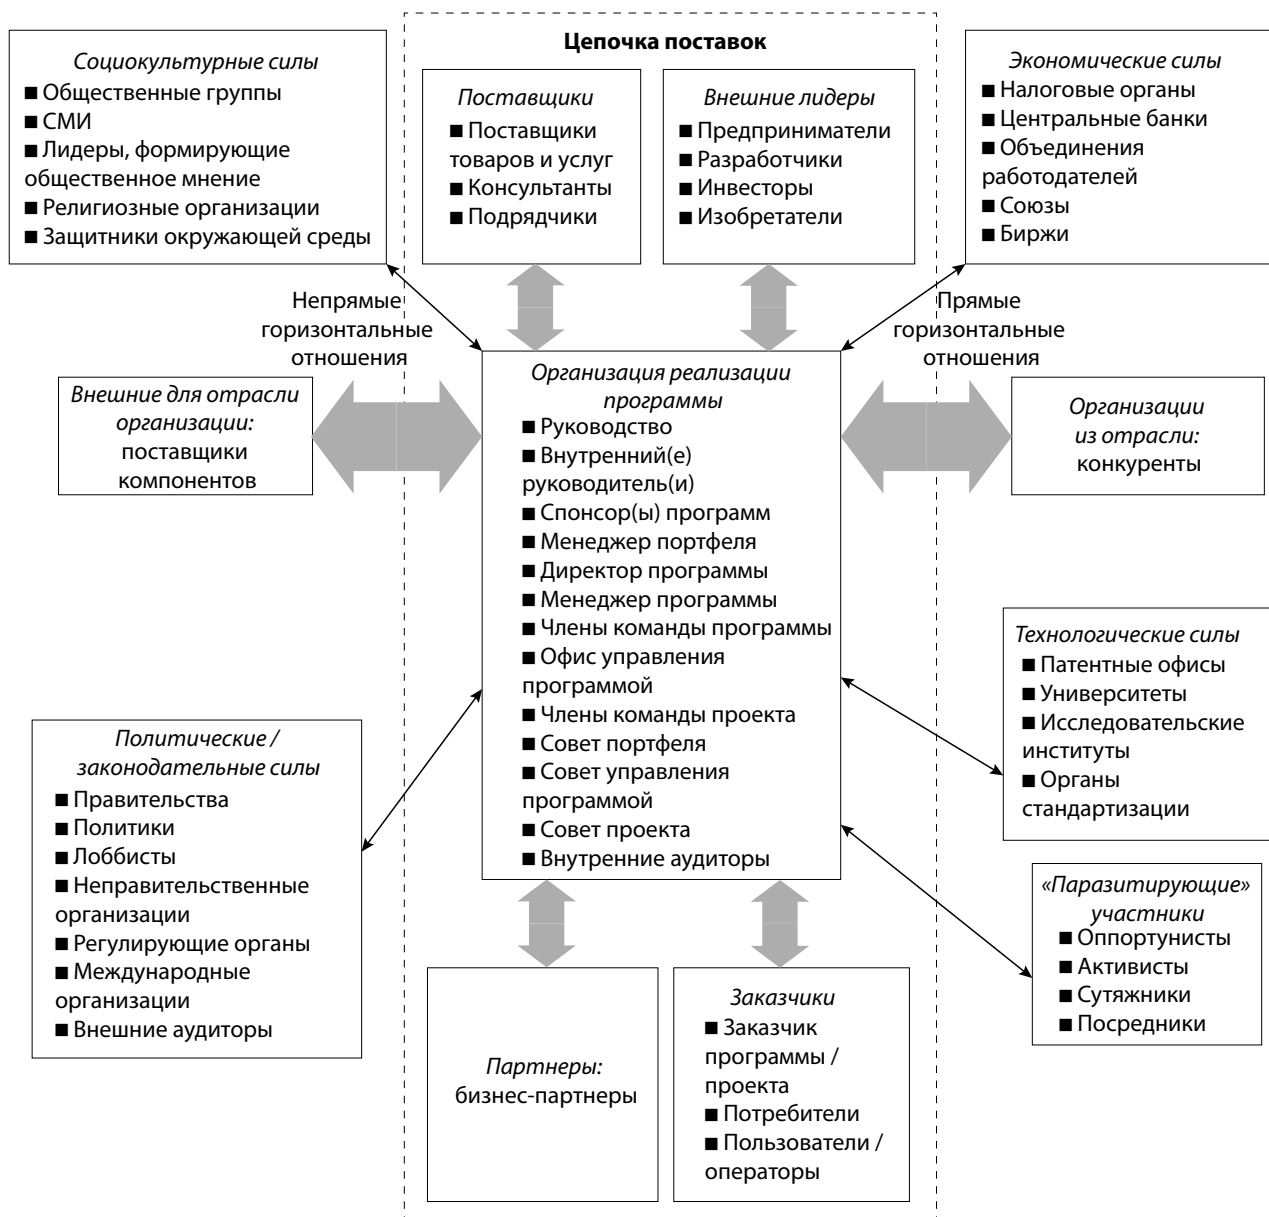 Цепочка поставок
Социокультурные силы
■ Общественные группы
■ СМИ
■ Лидеры, формирующие
общественное мнение
■ Религиозные организации
■ Защитники окружающей среды
Поставщики
■ Поставщики
товаров и услуг
■ Консультанты
■ Подрядчики
Внешние лидеры
■ Предприниматели
■ Разработчики
■ Инвесторы
■ Изобретатели
Экономические силы
■ Налоговые органы
■ Центральные банки
■ Объединения
работодателей
■ Союзы
■ Биржи
Непрямые
горизонтальные
отношения
Прямые
горизонтальные
отношения
Внешние для отрасли
организации:
поставщики
компонентов
Организация реализации
программы
■ Руководство
■ Внутренний(е)
руководитель(и)
■ Спонсор(ы) программ
■ Менеджер портфеля
■ Директор программы
■ Менеджер программы
■ Члены команды программы
■ Офис управления
программой
■ Члены команды проекта
■ Совет портфеля
■ Совет управления
программой
■ Совет проекта
■ Внутренние аудиторы
Организации
из отрасли:
конкуренты
Технологические силы
■ Патентные офисы
■ Университеты
■ Исследовательские
институты
■ Органы
стандартизации
Политические /
законодательные силы
■ Правительства
■ Политики
■ Лоббисты
■ Неправительственные
организации
■ Регулирующие органы
■ Международные
организации
■ Внешние аудиторы
«Паразитирующие»
участники
■ Оппортунисты
■ Активисты
■ Сутяжники
■ Посредники
Партнеры:
бизнес-партнеры
Заказчики
■ Заказчик
программы /
проекта
■ Потребители
■ Пользователи /
операторы